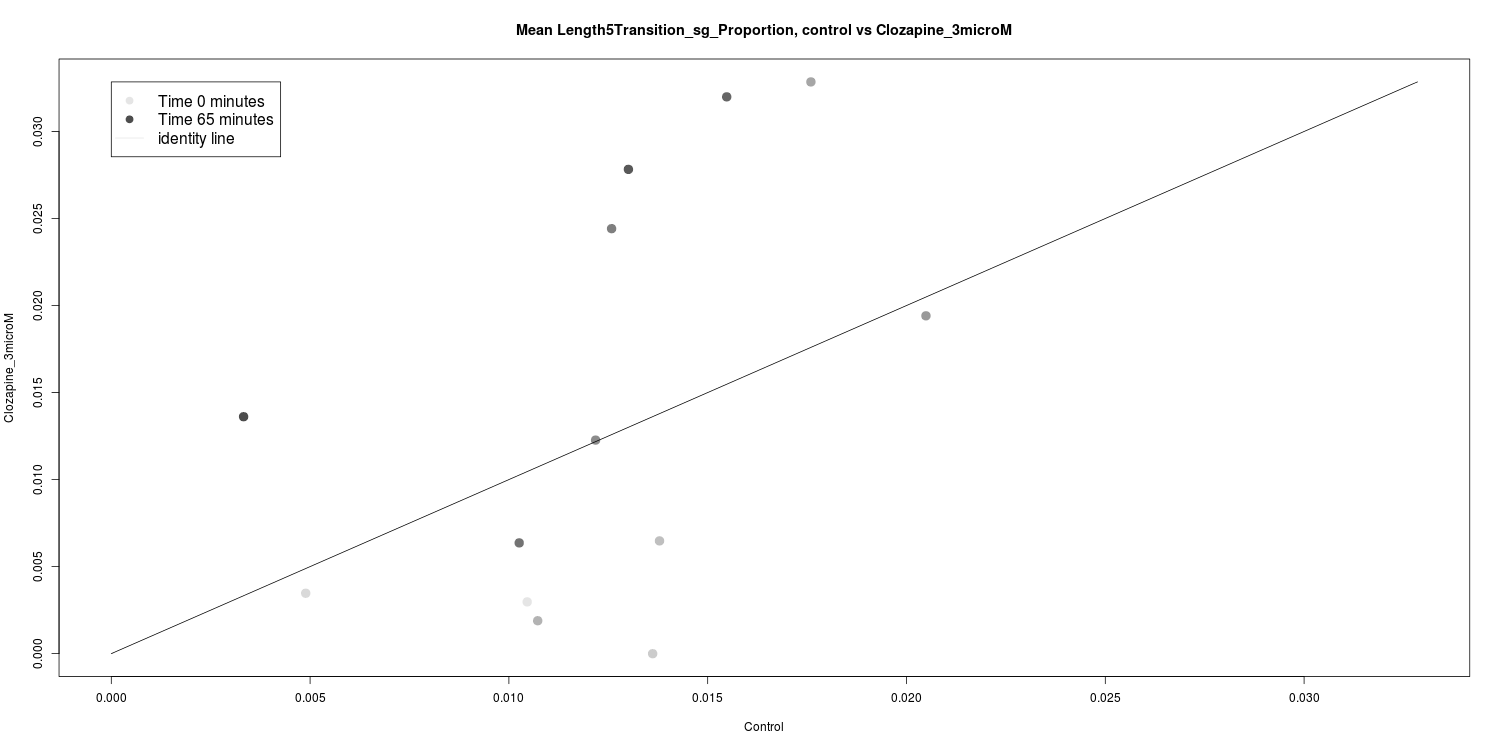 Mean Length5Transition_sg_Proportion, control vs Clozapine_3microM
Time 0 minutes
Time 65 minutes
identity line
0.030
0.025
0.020
0.015
0.010
0.005
0.000
Clozapine_3microM
0.000 0.005 0.010 0.015 0.020 0.025 0.030
Control